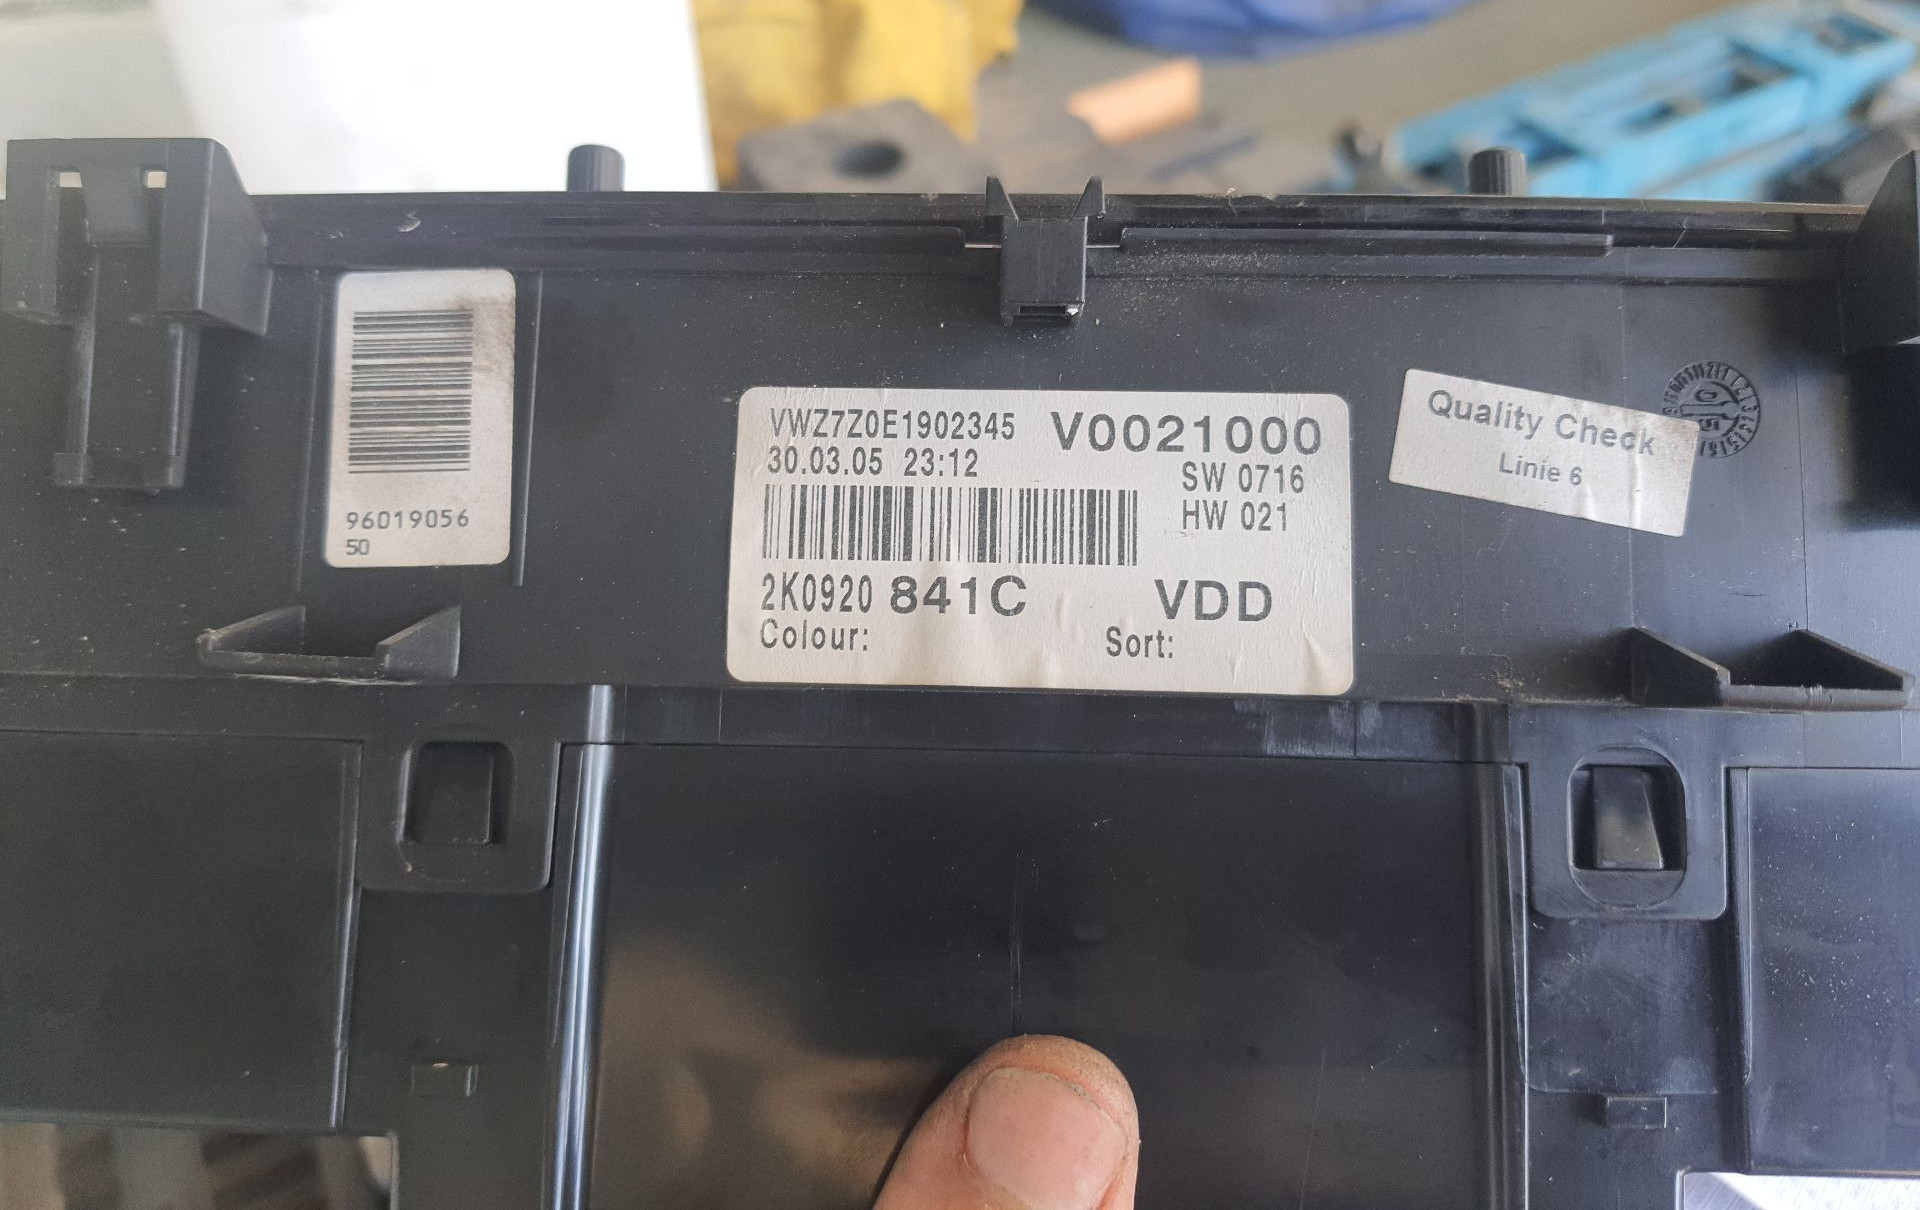 96019056
50
VWZ7Z0E1902345 V0021000
30.03.05 23:12 SW 0716
HW 021
2K0920 841C VDD
Colour: Sort:
Quality Check
Linie 6